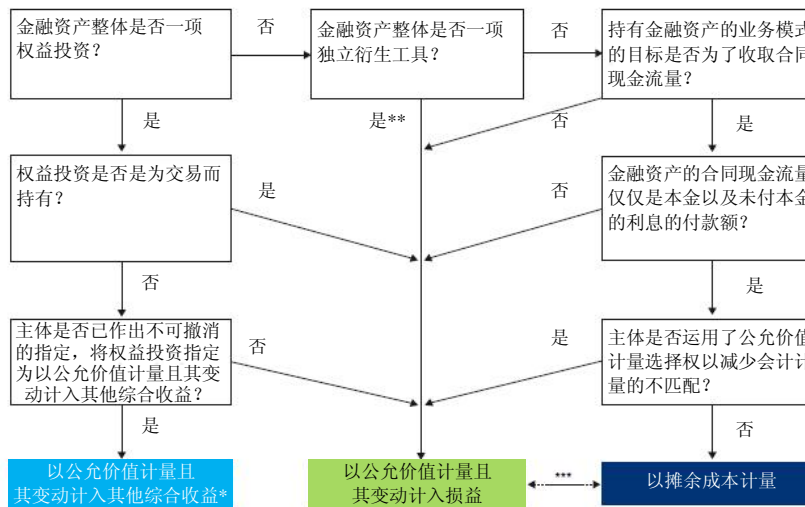 金融资产整体是否一项
权益投资？
否
金融资产整体是否一项
独立衍生工具？
否
持有金融资产的业务模式
的目标是否为了收取合同
现金流量？
是
是**
否
是
权益投资是否是为交易而
持有？
是
否
金融资产的合同现金流量
仅仅是本金以及未付本金
的利息的付款额？
否
是
主体是否已作出不可撤消
的指定，将权益投资指定
为以公允价值计量且其变
动计入其他综合收益？
否
是
主体是否运用了公允价值
计量选择权以减少会计计
量的不匹配？
是
否
以公允价值计量且
其变动计入其他综合收益*
以公允价值计量且
其变动计入损益
***
以摊余成本计量